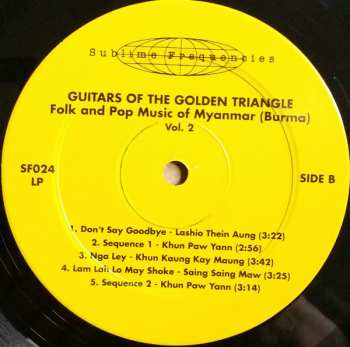 Sublime Frequencies
GUITARS OF THE GOLDEN TRIANGLE
Folk and Pop Music of Myanmar (Burma)
Vol. 2
SF024
LP
SIDE B
1. Don't Say Goodbye - Lashio Thein Aung (3:22)
2. Sequence 1 - Khun Paw Yann (2:56)
3. Nga Ley - Khun Kaung Kay Maung (2:42)
4. Lam Loih Lo May Shoke - Saing Saing Maw (3:25)
5. Sequence 2 - Khun Paw Yann (3:14)